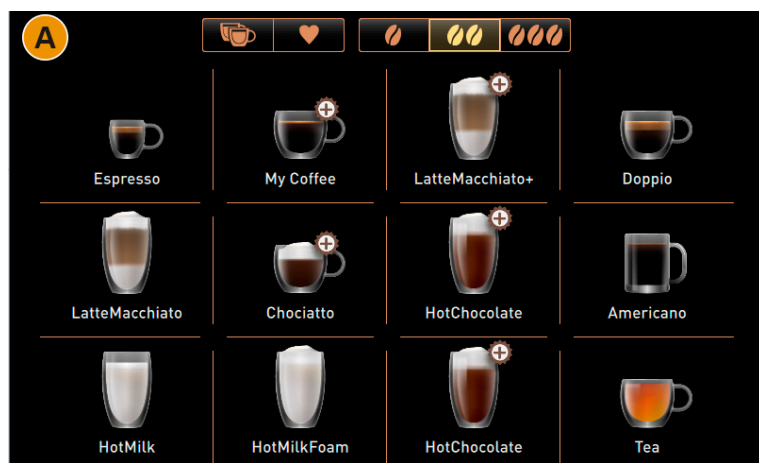 A
Espresso
My Coffee
LatteMacchiato+
Doppio
LatteMacchiato
Chociatto
HotChocolate
Americano
HotMilk
HotMilkFoam
HotChocolate
Tea